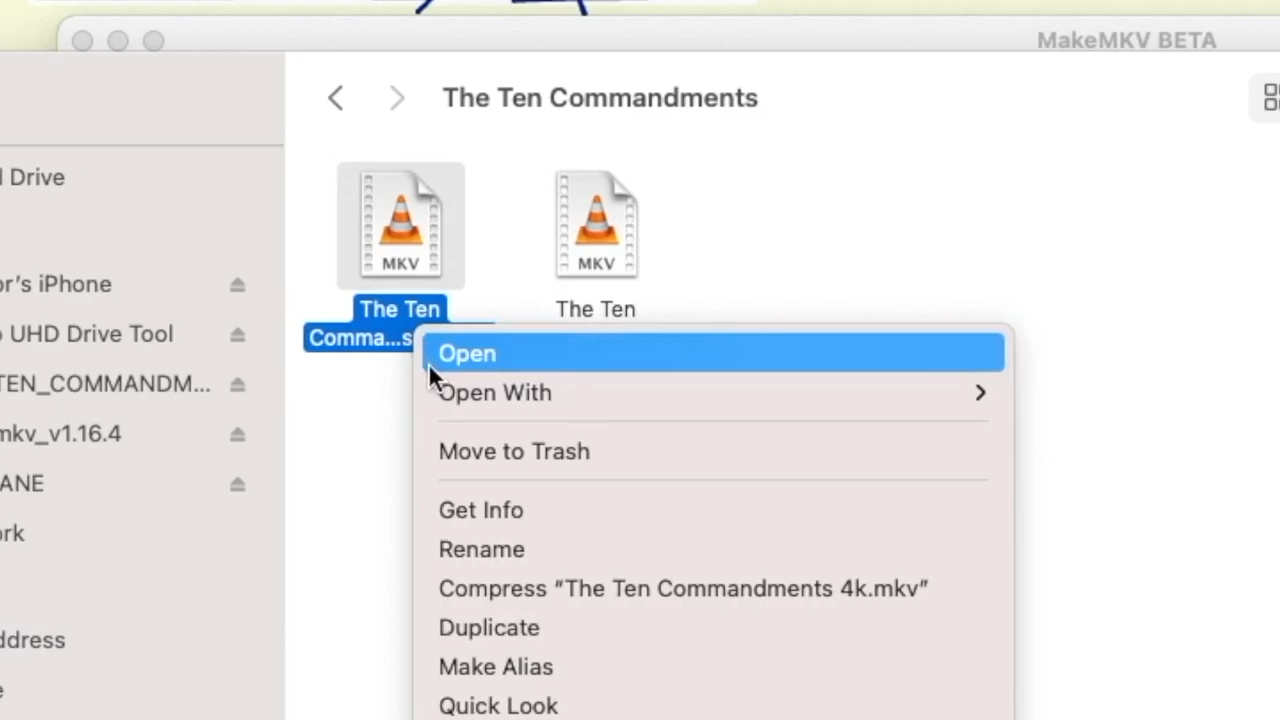 MakeMKV BETA
The Ten Commandments
l Drive
or's iPhone
o UHD Drive Tool
TEN_COMMANDM...
mkv_v1.16.4
ANE
ork
ddress
e
MKV
MKV
The Ten
Comma...s
The Ten
Open
Open With
Move to Trash
Get Info
Rename
Compress “The Ten Commandments 4k.mkv”
Duplicate
Make Alias
Quick Look